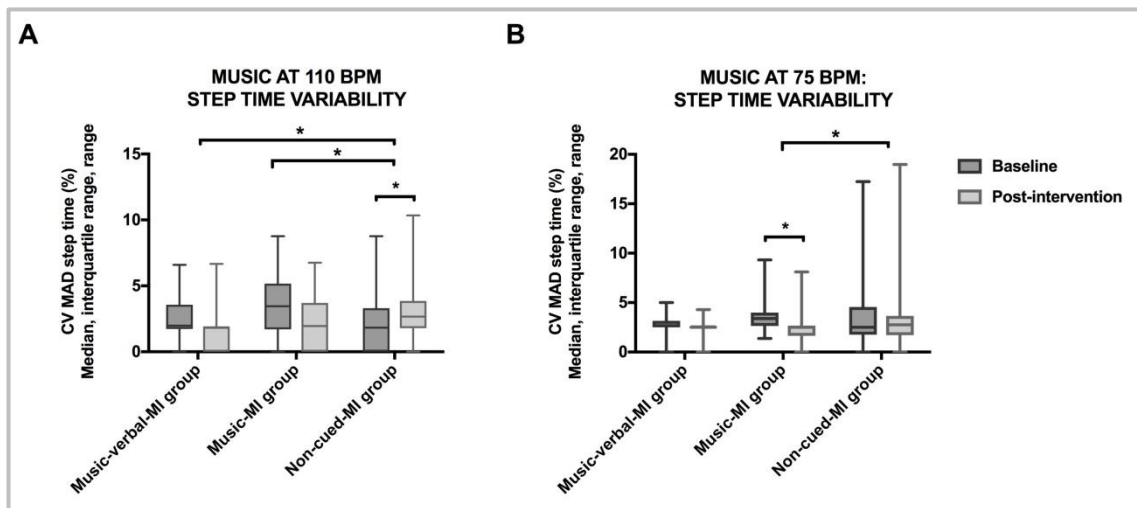 A
MUSIC AT 110 BPM
STEP TIME VARIABILITY
CV MAD step time (%)
Median, interquartile range, range
15
10
5
0
*
*
*
Music-verbal-MI group
Music-MI group
Non-cued-MI group
B
MUSIC AT 75 BPM:
STEP TIME VARIABILITY
CV MAD step time (%)
Median, interquartile range, range
20
15
10
5
0
*
*
Music-verbal-MI group
Music-MI group
Non-cued-MI group
Baseline
Post-intervention